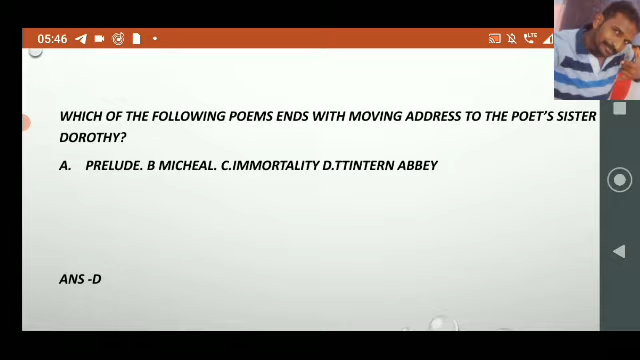 05:46
LTE
WHICH OF THE FOLLOWING POEMS ENDS WITH MOVING ADDRESS TO THE POET'S SISTER
DOROTHY?
A. PRELUDE. B MICHEAL. C.IMMORTALITY D.TTINTERN ABBEY
ANS -D